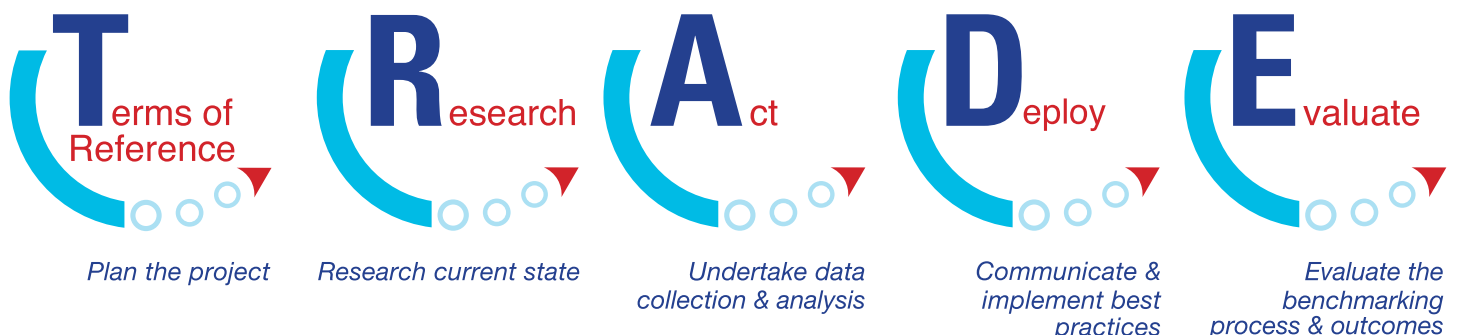 Terms of
Reference
Plan the project
Research
Research current state
Act
Undertake data
collection & analysis
Deploy
Communicate &
implement best
practices
Evaluate
Evaluate the
benchmarking
process & outcomes